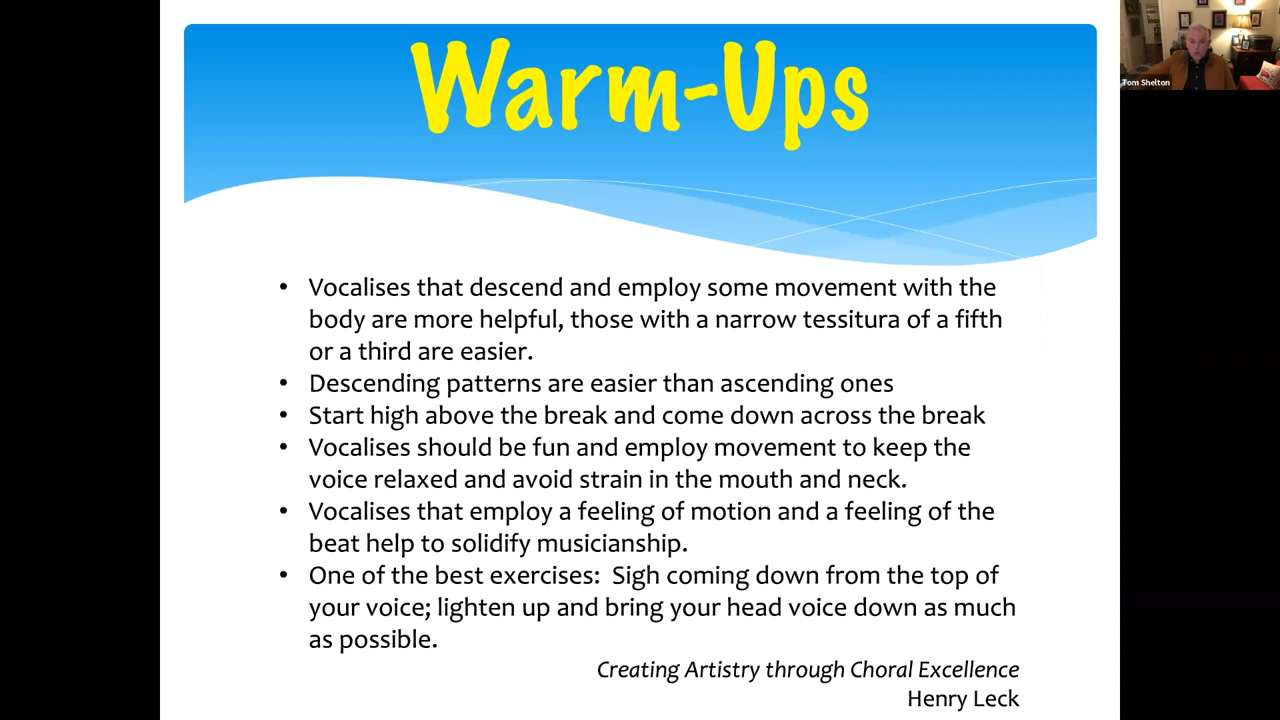 Warm-Ups
Tom Shelton
• Vocalises that descend and employ some movement with the
body are more helpful, those with a narrow tessitura of a fifth
or a third are easier.
• Descending patterns are easier than ascending ones
• Start high above the break and come down across the break
• Vocalises should be fun and employ movement to keep the
voice relaxed and avoid strain in the mouth and neck.
• Vocalises that employ a feeling of motion and a feeling of the
beat help to solidify musicianship.
• One of the best exercises:  Sigh coming down from the top of
your voice; lighten up and bring your head voice down as much
as possible.
Creating Artistry through Choral Excellence
Henry Leck